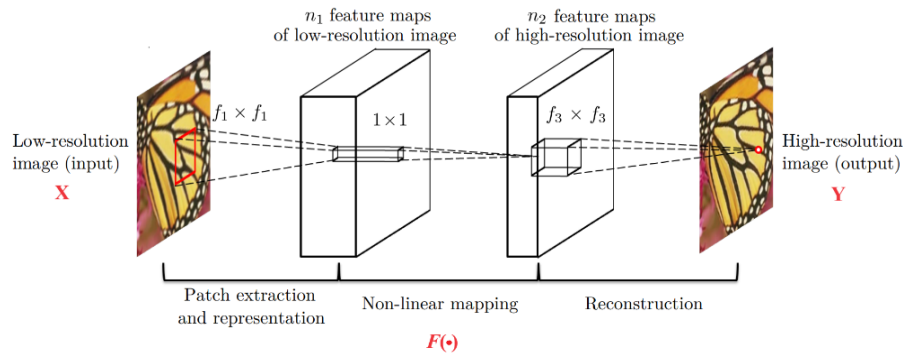 n₁ feature maps
of low-resolution image
n₂ feature maps
of high-resolution image
f₁ × f₁
1×1
f₃ × f₃
Low-resolution
image (input)
X
High-resolution
image (output)
Y
Patch extraction
and representation
Non-linear mapping
Reconstruction
F(•)